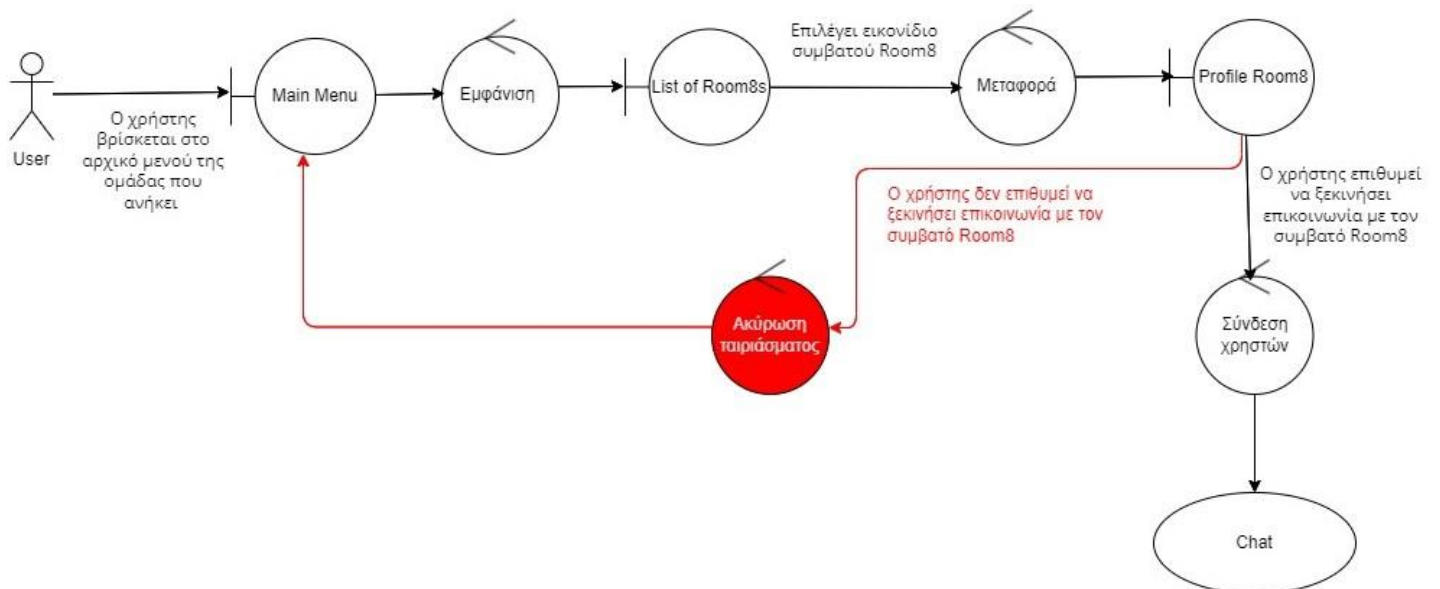 User
Ο χρήστης
βρίσκεται στο
αρχικό μενού της
ομάδας που
ανήκει
Main Menu
Εμφάνιση
List of Room8s
Επιλέγει εικονίδιο
συμβατού Room8
Μεταφορά
Profile Room8
Ο χρήστης δεν επιθυμεί να
ξεκινήσει επικοινωνία με τον
συμβατό Room8
Ο χρήστης επιθυμεί
να ξεκινήσει
επικοινωνία με τον
συμβατό Room8
Ακύρωση
ταιριάσματος
Σύνδεση
χρηστών
Chat